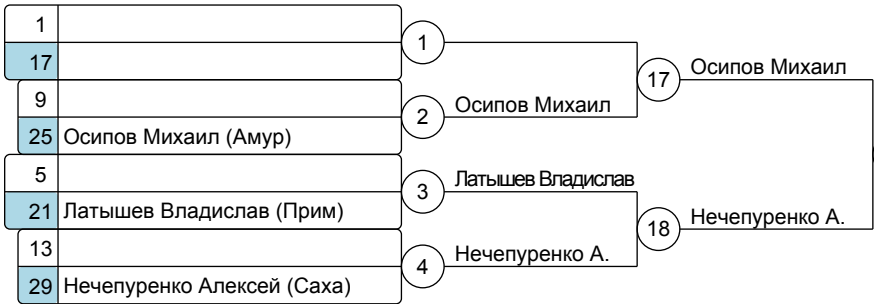 1
17
1
9
25 Осипов Михаил (Амур)
2
Осипов Михаил
17
Осипов Михаил
5
21 Латышев Владислав (Прим)
3
Латышев Владислав
13
29 Нечепуренко Алексей (Саха)
4
Нечепуренко А.
18
Нечепуренко А.